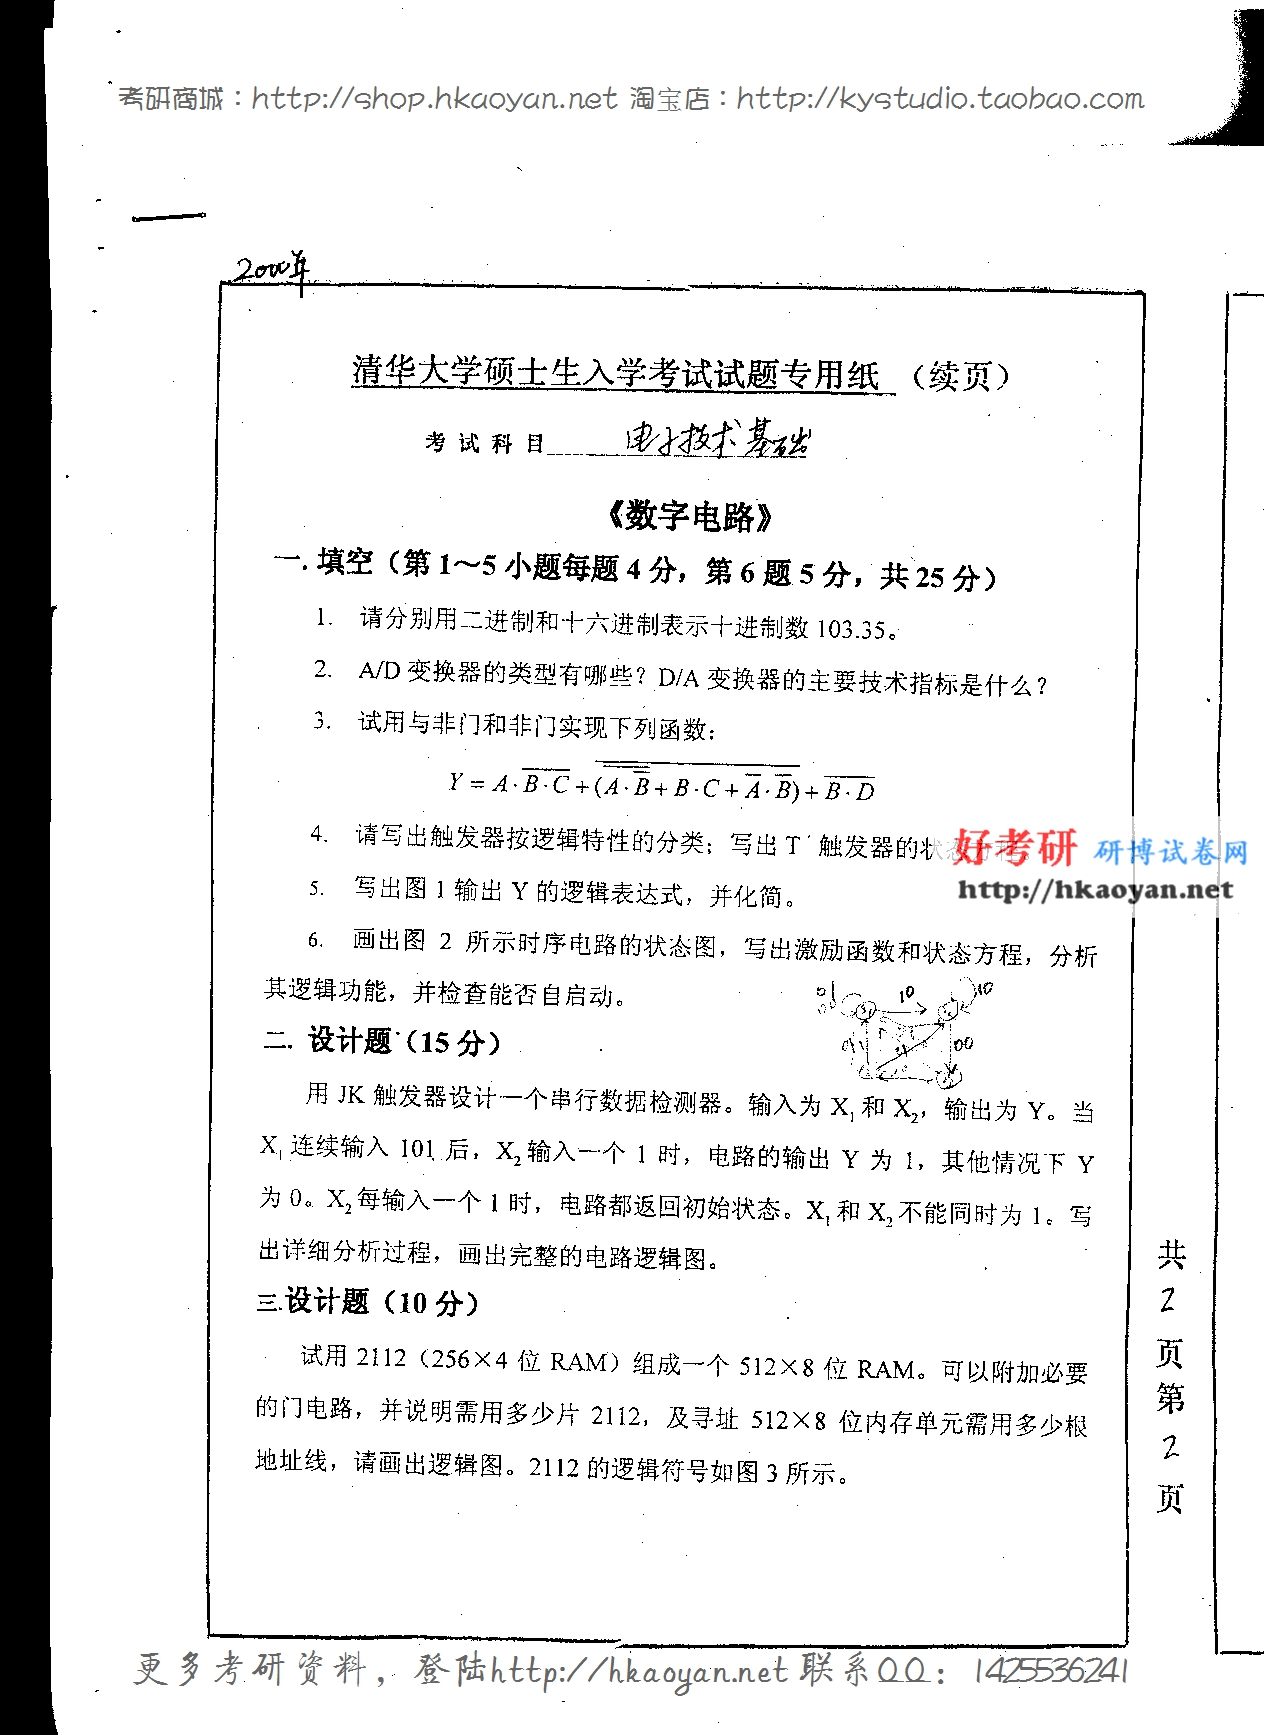 考研商城：http://shop.hkaoyan.net 淘宝店：http://kystudio.taobao.com
2000年
清华大学硕士生入学考试试题专用纸 （续页）
考试科目 电子技术基础
《数字电路》
一. 填空（第 1～5 小题每题 4 分，第 6 题 5 分，共 25 分）
1. 请分别用二进制和十六进制表示十进制数 103.35。
2. A/D 变换器的类型有哪些？D/A 变换器的主要技术指标是什么？
3. 试用与非门和非门实现下列函数：
$Y = A \cdot \overline{B \cdot C} + \overline{(\overline{A \cdot \overline{\overline{B}} + B \cdot C + \overline{A} \cdot \overline{B}})} + \overline{B \cdot D}$
4. 请写出触发器按逻辑特性的分类；写出 T' 触发器的状态方程。
好考研 研博试卷网
5. 写出图 1 输出 Y 的逻辑表达式，并化简。
http://hkaoyan.net
6. 画出图 2 所示时序电路的状态图，写出激励函数和状态方程，分析
其逻辑功能，并检查能否自启动。
10 10
00
二. 设计题（15 分）
用 JK 触发器设计一个串行数据检测器。输入为 X₁ 和 X₂，输出为 Y。当
X₁ 连续输入 101 后，X₂ 输入一个 1 时，电路的输出 Y 为 1，其他情况下 Y
为 0。X₂ 每输入一个 1 时，电路都返回初始状态。X₁ 和 X₂ 不能同时为 1。写
出详细分析过程，画出完整的电路逻辑图。
三.设计题（10 分）
试用 2112（256×4 位 RAM）组成一个 512×8 位 RAM。可以附加必要
的门电路，并说明需用多少片 2112，及寻址 512×8 位内存单元需用多少根
地址线，请画出逻辑图。2112 的逻辑符号如图 3 所示。
共
2
页
第
2
页
更多考研资料，登陆http://hkaoyan.net 联系QQ：1425536241